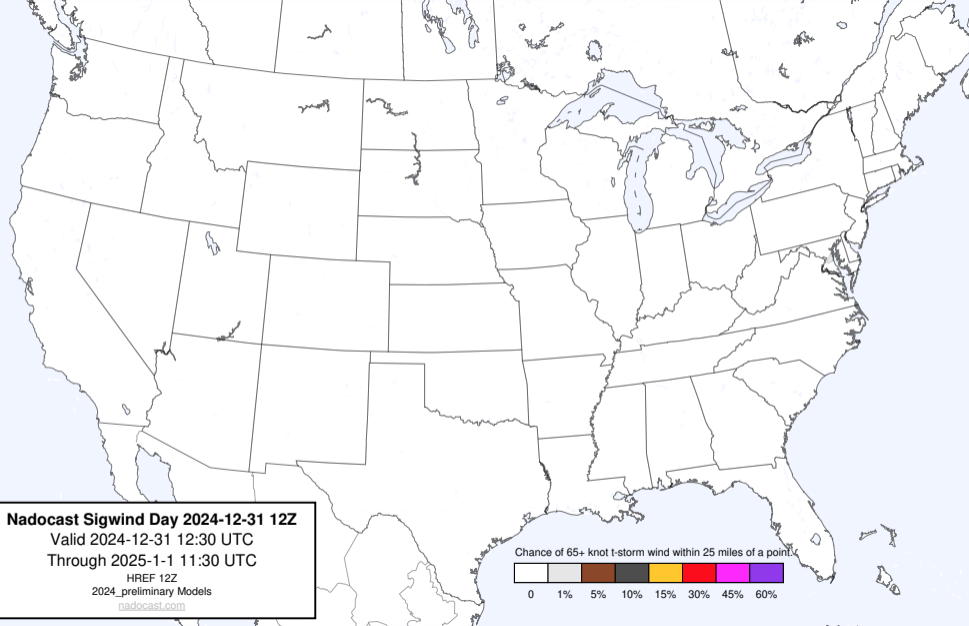 Nadocast Sigwind Day 2024-12-31 12Z
Valid 2024-12-31 12:30 UTC
Through 2025-1-1 11:30 UTC
HREF 12Z
2024_preliminary Models
nadocast.com
Chance of 65+ knot t-storm wind within 25 miles of a point.
0 1% 5% 10% 15% 30% 45% 60%